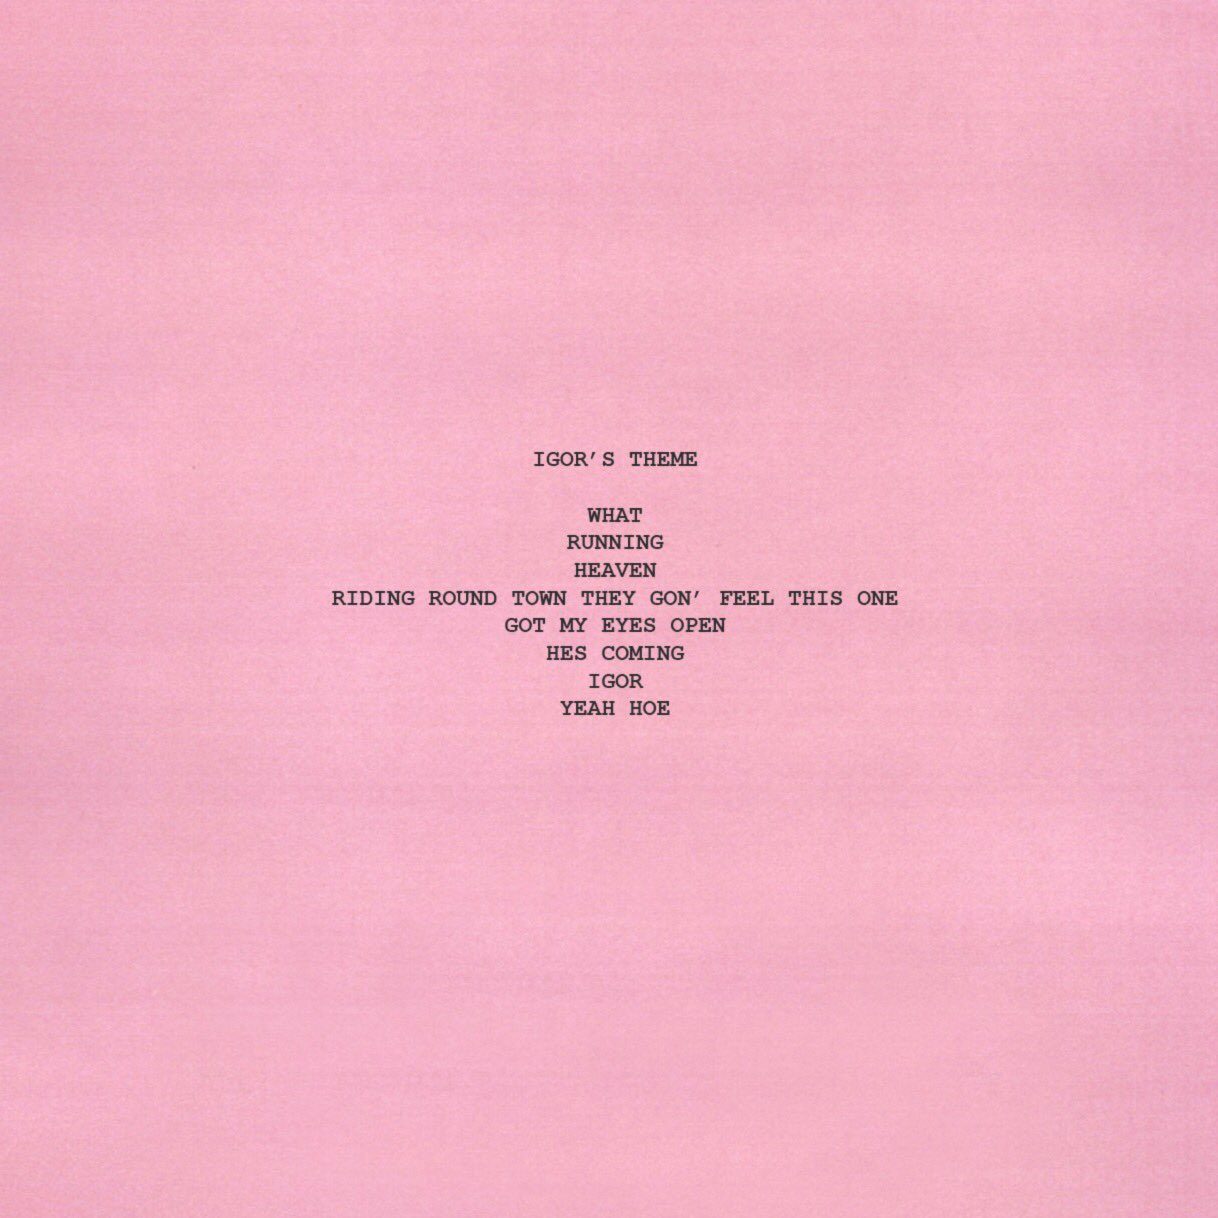 IGOR'S THEME
WHAT
RUNNING
HEAVEN
RIDING ROUND TOWN THEY GON' FEEL THIS ONE
GOT MY EYES OPEN
HES COMING
IGOR
YEAH HOE